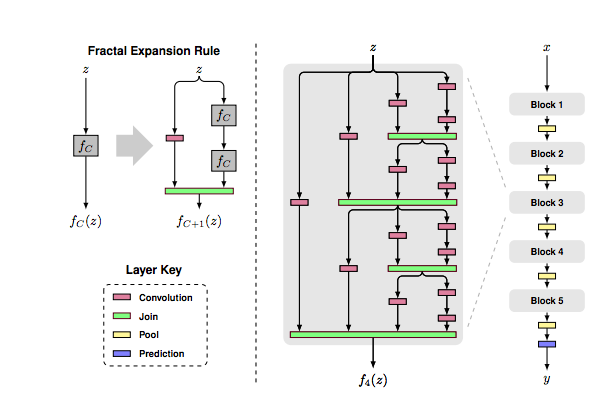 Fractal Expansion Rule
z
f_C
f_C(z)
z
f_C
f_C
f_{C+1}(z)
Layer Key
Convolution
Join
Pool
Prediction
z
f_4(z)
x
Block 1
Block 2
Block 3
Block 4
Block 5
y